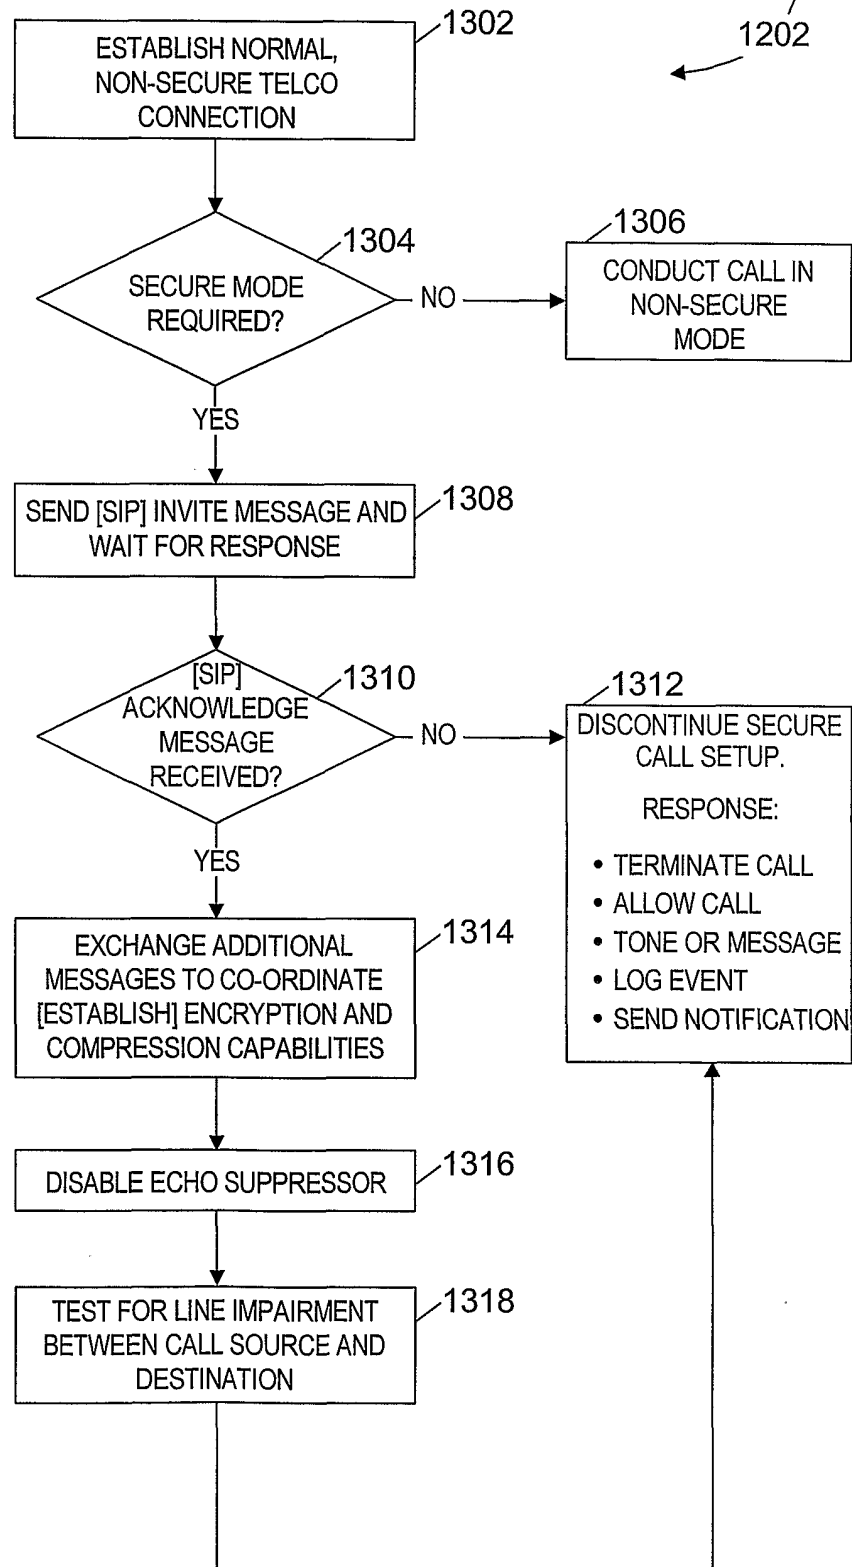 1302
ESTABLISH NORMAL,
NON-SECURE TELCO
CONNECTION
1202
1304
SECURE MODE
REQUIRED?
NO
1306
CONDUCT CALL IN
NON-SECURE
MODE
YES
1308
SEND [SIP] INVITE MESSAGE AND
WAIT FOR RESPONSE
1310
[SIP]
ACKNOWLEDGE
MESSAGE
RECEIVED?
NO
1312
DISCONTINUE SECURE
CALL SETUP.
RESPONSE:
• TERMINATE CALL
• ALLOW CALL
• TONE OR MESSAGE
• LOG EVENT
• SEND NOTIFICATION
YES
1314
EXCHANGE ADDITIONAL
MESSAGES TO CO-ORDINATE
[ESTABLISH] ENCRYPTION AND
COMPRESSION CAPABILITIES
1316
DISABLE ECHO SUPPRESSOR
1318
TEST FOR LINE IMPAIRMENT
BETWEEN CALL SOURCE AND
DESTINATION